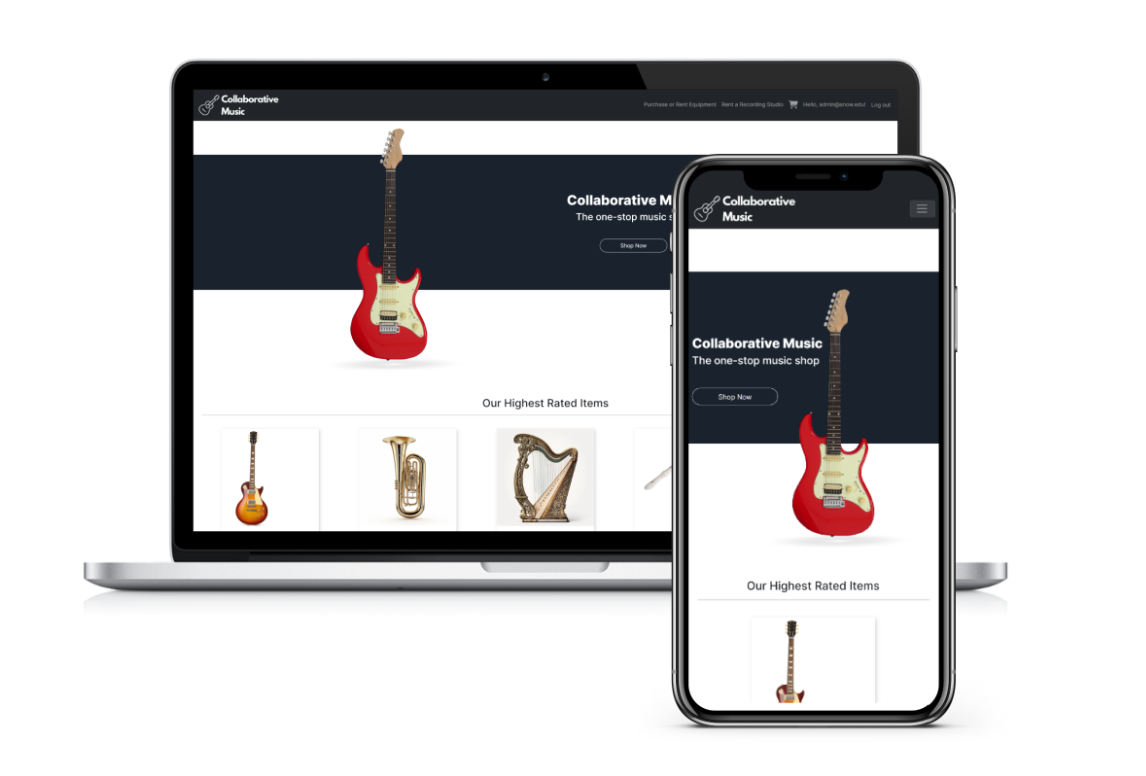 Collaborative
Music
Purchase or Rent Equipment Rent a Recording Studio Hello, admin@snow.edu! Log out
Collaborative M
The one-stop music s
Shop Now
Our Highest Rated Items
Collaborative
Music
Collaborative Music
The one-stop music shop
Shop Now
Our Highest Rated Items